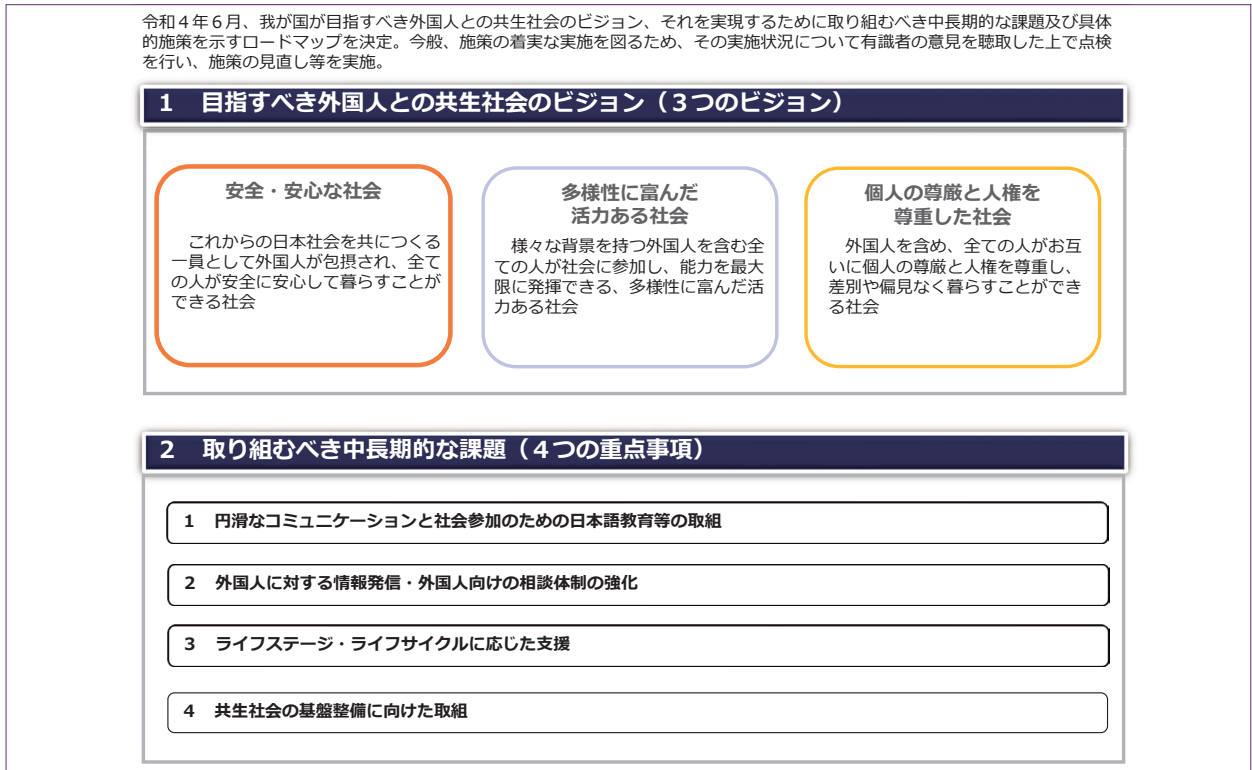 令和４年６月、我が国が目指すべき外国人との共生社会のビジョン、それを実現するために取り組むべき中長期的な課題及び具体
的施策を示すロードマップを決定。今般、施策の着実な実施を図るため、その実施状況について有識者の意見を聴取した上で点検
を行い、施策の見直し等を実施。
１　目指すべき外国人との共生社会のビジョン（３つのビジョン）
安全・安心な社会
これからの日本社会を共につくる
一員として外国人が包摂され、全て
の人が安全に安心して暮らすことが
できる社会
多様性に富んだ
活力ある社会
様々な背景を持つ外国人を含む全
ての人が社会に参加し、能力を最大
限に発揮できる、多様性に富んだ活
力ある社会
個人の尊厳と人権を
尊重した社会
外国人を含め、全ての人がお互
いに個人の尊厳と人権を尊重し、
差別や偏見なく暮らすことができ
る社会
２　取り組むべき中長期的な課題（４つの重点事項）
１　円滑なコミュニケーションと社会参加のための日本語教育等の取組
２　外国人に対する情報発信・外国人向けの相談体制の強化
３　ライフステージ・ライフサイクルに応じた支援
４　共生社会の基盤整備に向けた取組